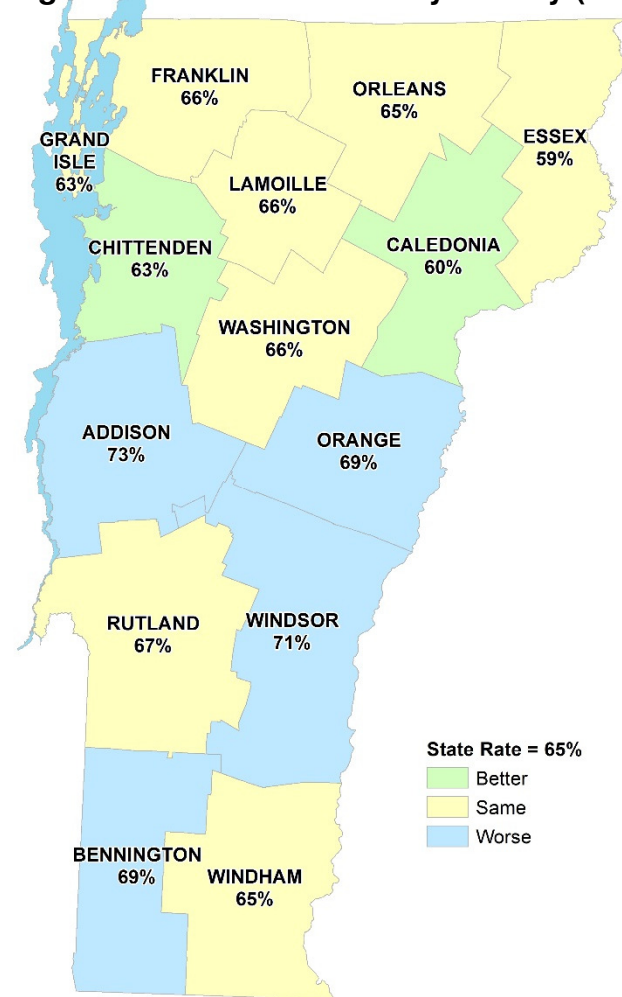 FRANKLIN
66%
ORLEANS
65%
ESSEX
59%
GRAND
ISLE
63%
LAMOILLE
66%
CHITTENDEN
63%
CALEDONIA
60%
WASHINGTON
66%
ADDISON
73%
ORANGE
69%
RUTLAND
67%
WINDSOR
71%
State Rate = 65%
Better
Same
Worse
BENNINGTON
69%
WINDHAM
65%